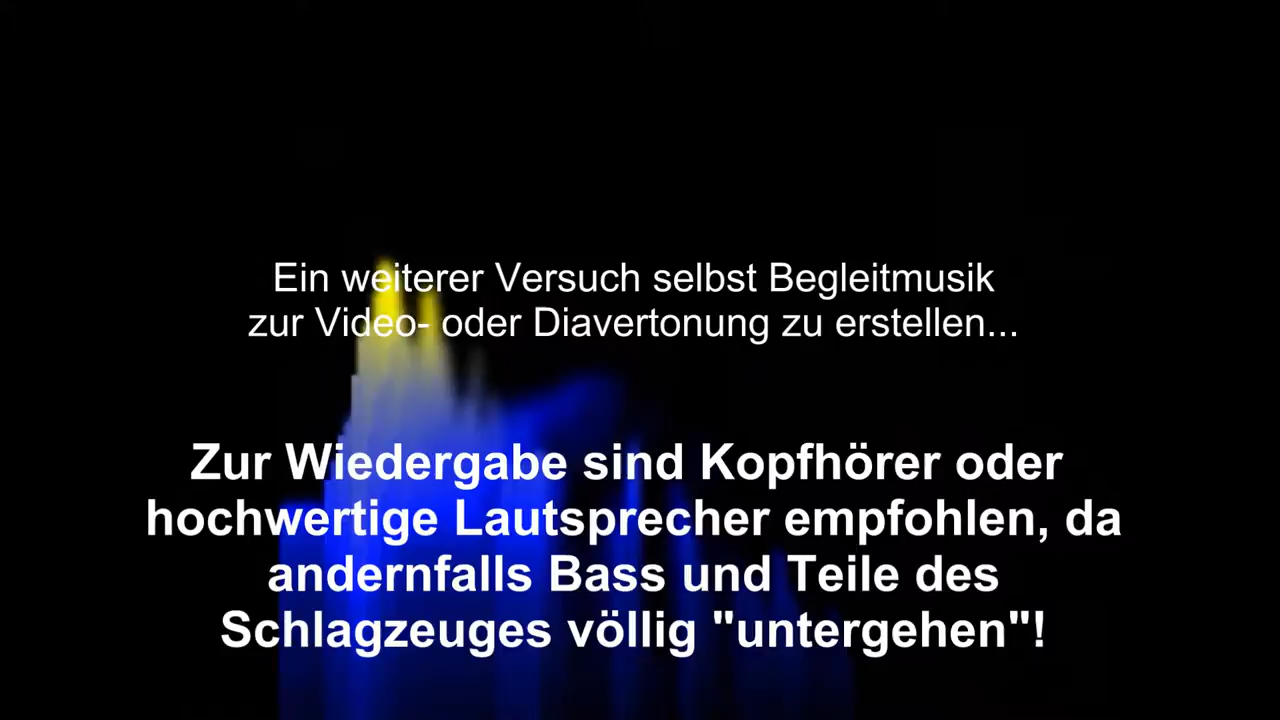 Ein weiterer Versuch selbst Begleitmusik
zur Video- oder Diavertonung zu erstellen...
Zur Wiedergabe sind Kopfhörer oder
hochwertige Lautsprecher empfohlen, da
andernfalls Bass und Teile des
Schlagzeuges völlig "untergehen"!